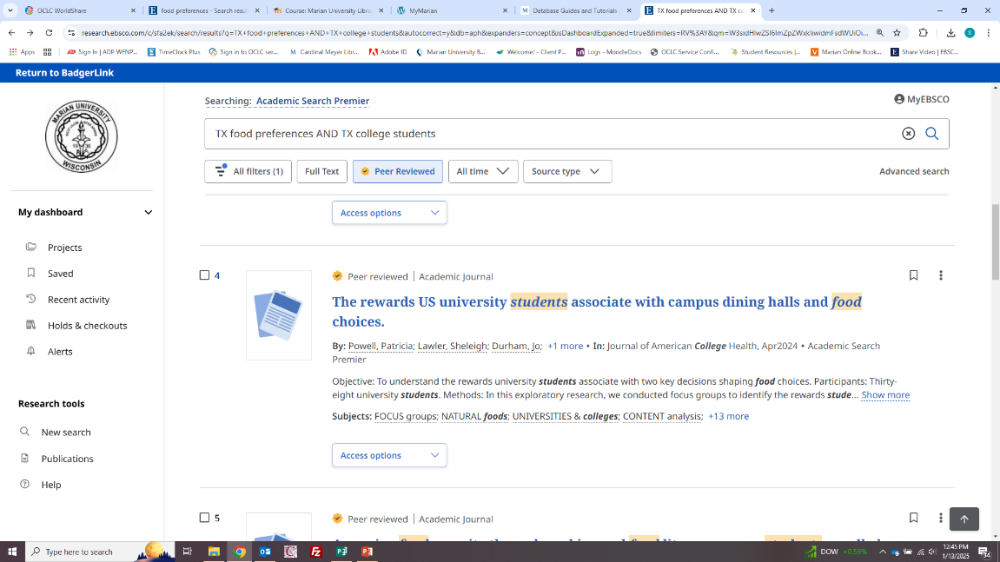 OCLC WorldShare
food preferences - Search resul
Course: Marian University Libra
MyMarian
Database Guides and Tutorials
TX food preferences AND TX co
research.ebsco.com/c/sfa2ek/search/results?q=TX+food+preferences+AND+TX+college+students&autocorrect=y&db=aph&expanders=concept&isDashboardExpanded=true&limiters=RV%3AY&qm=W3sidHlwZSI6ImZpZWxkIiwidmFsdWUiOi...
Apps
Sign In | ADP WFNP...
TimeClock Plus
Sign in to OCLC ser...
Cardinal Meyer Libr...
Adobe ID
Marian University B...
Welcome! - Client P...
Logs - MoodleDocs
OCLC Service Confi...
Student Resources |...
Marian Online Book...
Share Video | EBSC...
Return to BadgerLink
MARIAN UNIVERSITY
1936
WISCONSIN
My dashboard
Projects
Saved
Recent activity
Holds & checkouts
Alerts
Research tools
New search
Publications
Help
Searching: Academic Search Premier
MyEBSCO
TX food preferences AND TX college students
All filters (1)
Full Text
Peer Reviewed
All time
Source type
Advanced search
Access options
4
Peer reviewed | Academic Journal
The rewards US university students associate with campus dining halls and food
choices.
By: Powell, Patricia; Lawler, Sheleigh; Durham, Jo; +1 more • In: Journal of American College Health, Apr2024 • Academic Search
Premier
Objective: To understand the rewards university students associate with two key decisions shaping food choices. Participants: Thirty-
eight university students. Methods: In this exploratory research, we conducted focus groups to identify the rewards stude... Show more
Subjects: FOCUS groups; NATURAL foods; UNIVERSITIES & colleges; CONTENT analysis; +13 more
Access options
5
Peer reviewed | Academic Journal
Type here to search
DOW +0.59%
12:45 PM
1/13/2025
34